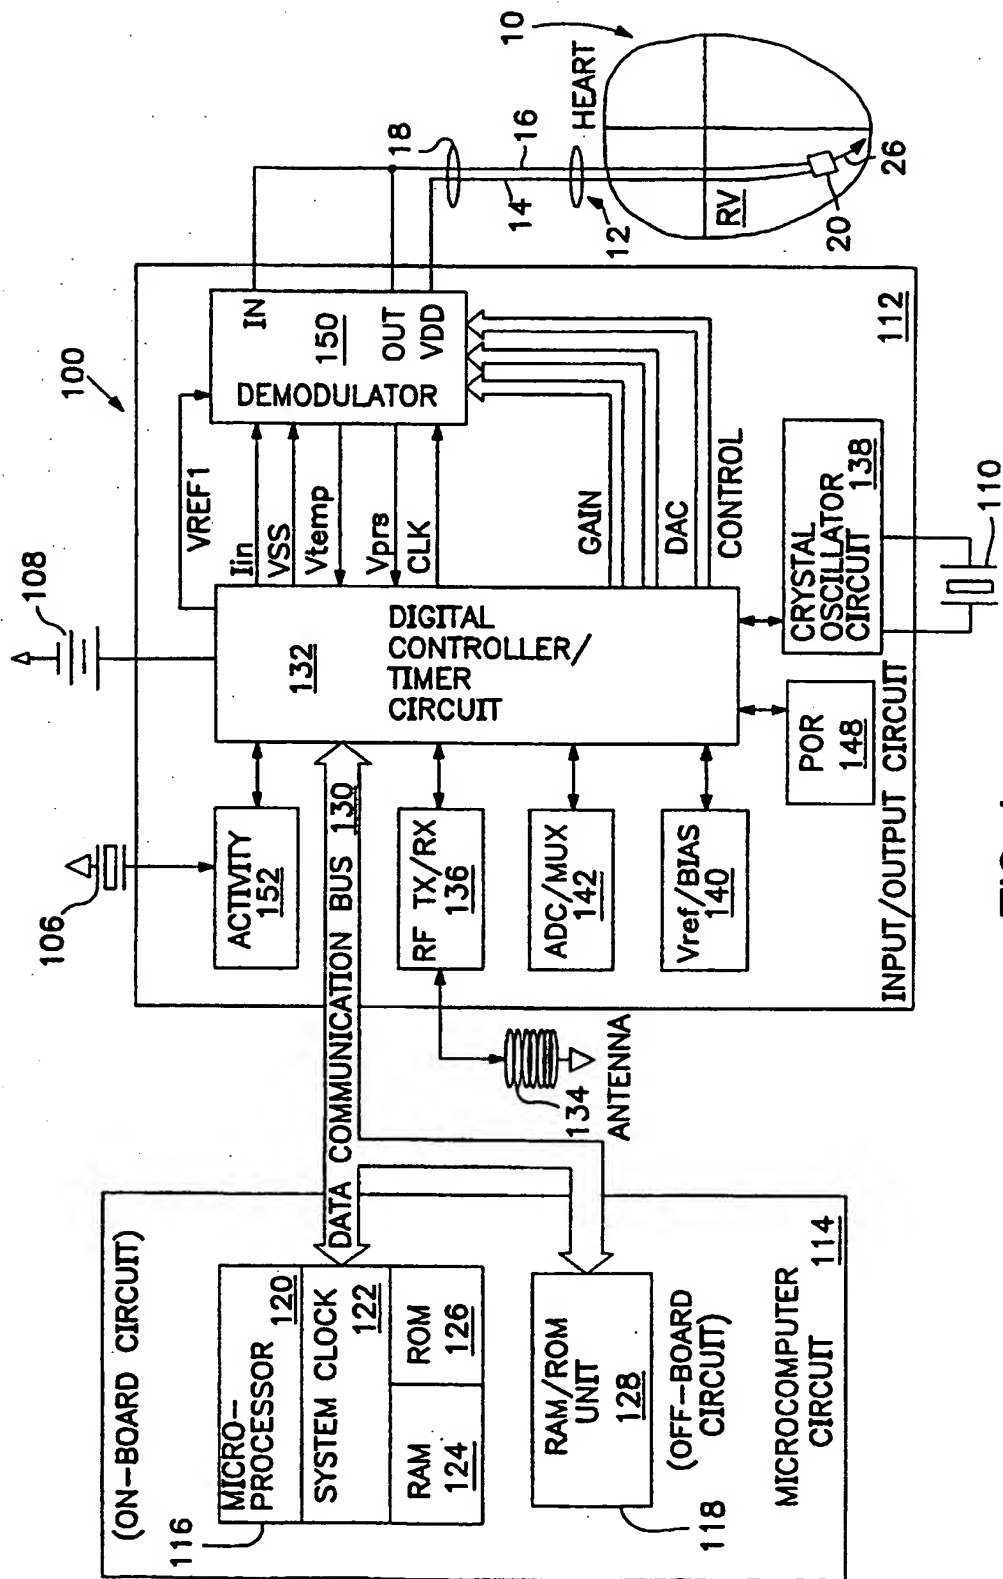 10
HEART
18
16
14
12
RV
20
26
100
108
106
110
112
IN
150
OUT
VDD
DEMODULATOR
VREF1
Iin
VSS
Vtemp
Vprs
CLK
GAIN
DAC
CONTROL
132
DIGITAL
CONTROLLER/
TIMER
CIRCUIT
CRYSTAL
OSCILLATOR
CIRCUIT
138
POR
148
ACTIVITY
152
RF TX/RX
136
ADC/MUX
142
Vref/BIAS
140
INPUT/OUTPUT CIRCUIT
DATA COMMUNICATION BUS 130
134
ANTENNA
(ON-BOARD CIRCUIT)
MICRO-
PROCESSOR
120
SYSTEM CLOCK
122
RAM
124
ROM
126
116
RAM/ROM
UNIT
128
(OFF-BOARD
CIRCUIT)
118
MICROCOMPUTER
CIRCUIT
114